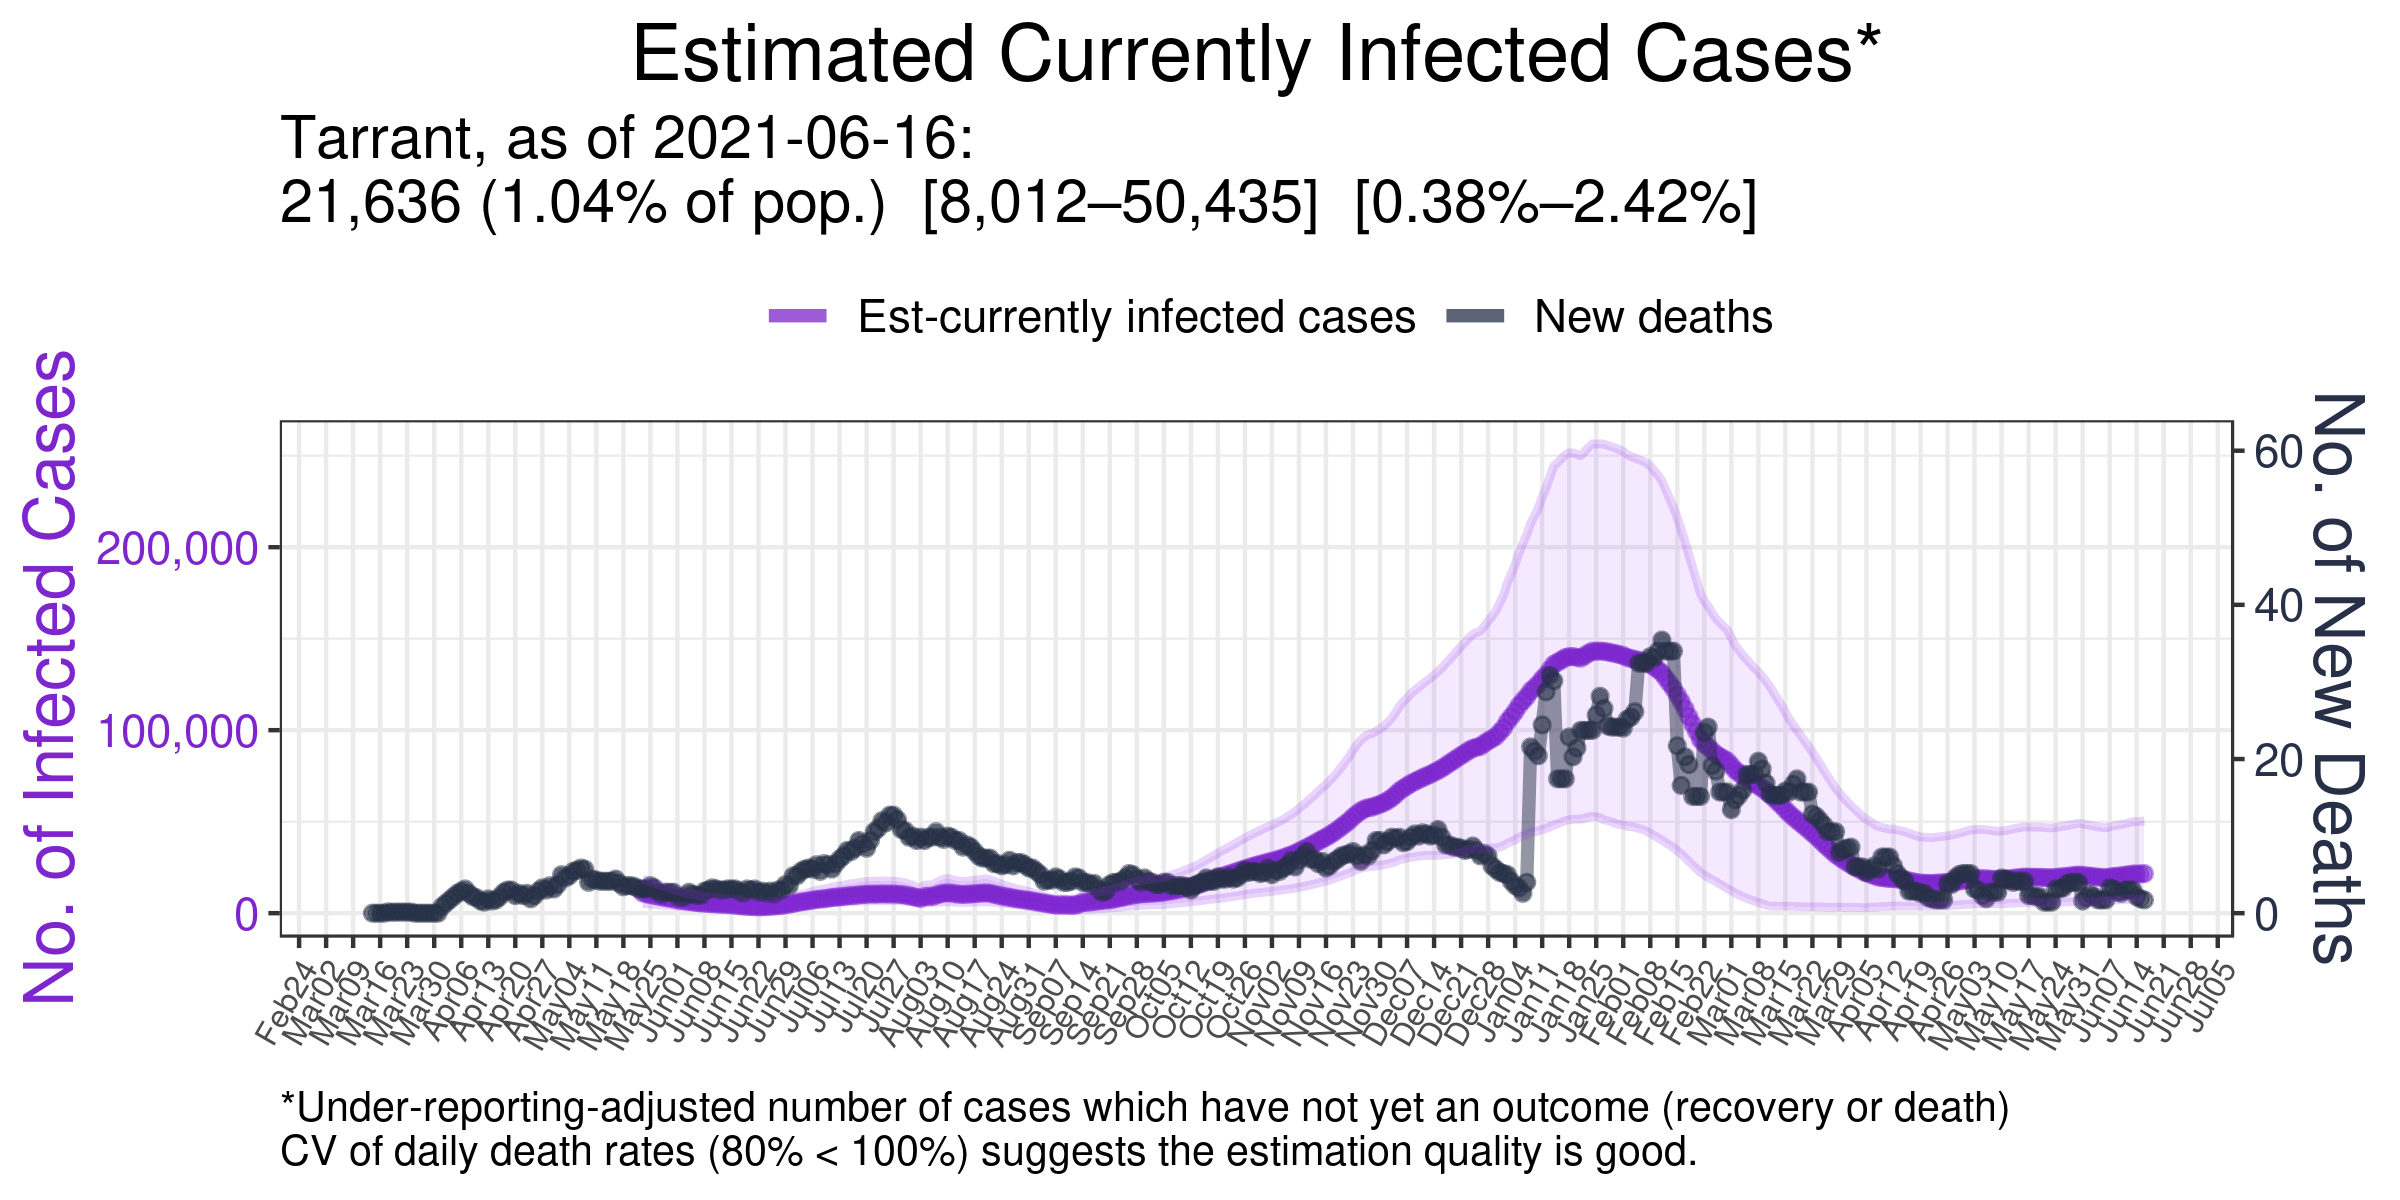 Estimated Currently Infected Cases*
Tarrant, as of 2021-06-16:
21,636 (1.04% of pop.) [8,012–50,435] [0.38%–2.42%]
Est-currently infected cases New deaths
No. of Infected Cases
200,000
100,000
0
60
40
20
0
No. of New Deaths
Feb24 Mar02 Mar09 Mar16 Mar23 Mar30 Apr06 Apr13 Apr20 Apr27 May04 May11 May18 May25 Jun01 Jun08 Jun15 Jun22 Jun29 Jul06 Jul13 Jul20 Jul27 Aug03 Aug10 Aug17 Aug24 Aug31 Sep07 Sep14 Sep21 Sep28 Oct05 Oct12 Oct19 Oct26 Nov02 Nov09 Nov16 Nov23 Nov30 Dec07 Dec14 Dec21 Dec28 Jan04 Jan11 Jan18 Jan25 Feb01 Feb08 Feb15 Feb22 Mar01 Mar08 Mar15 Mar22 Mar29 Apr05 Apr12 Apr19 Apr26 May03 May10 May17 May24 May31 Jun07 Jun14 Jun21 Jun28 Jul05
*Under-reporting-adjusted number of cases which have not yet an outcome (recovery or death)
CV of daily death rates (80% < 100%) suggests the estimation quality is good.